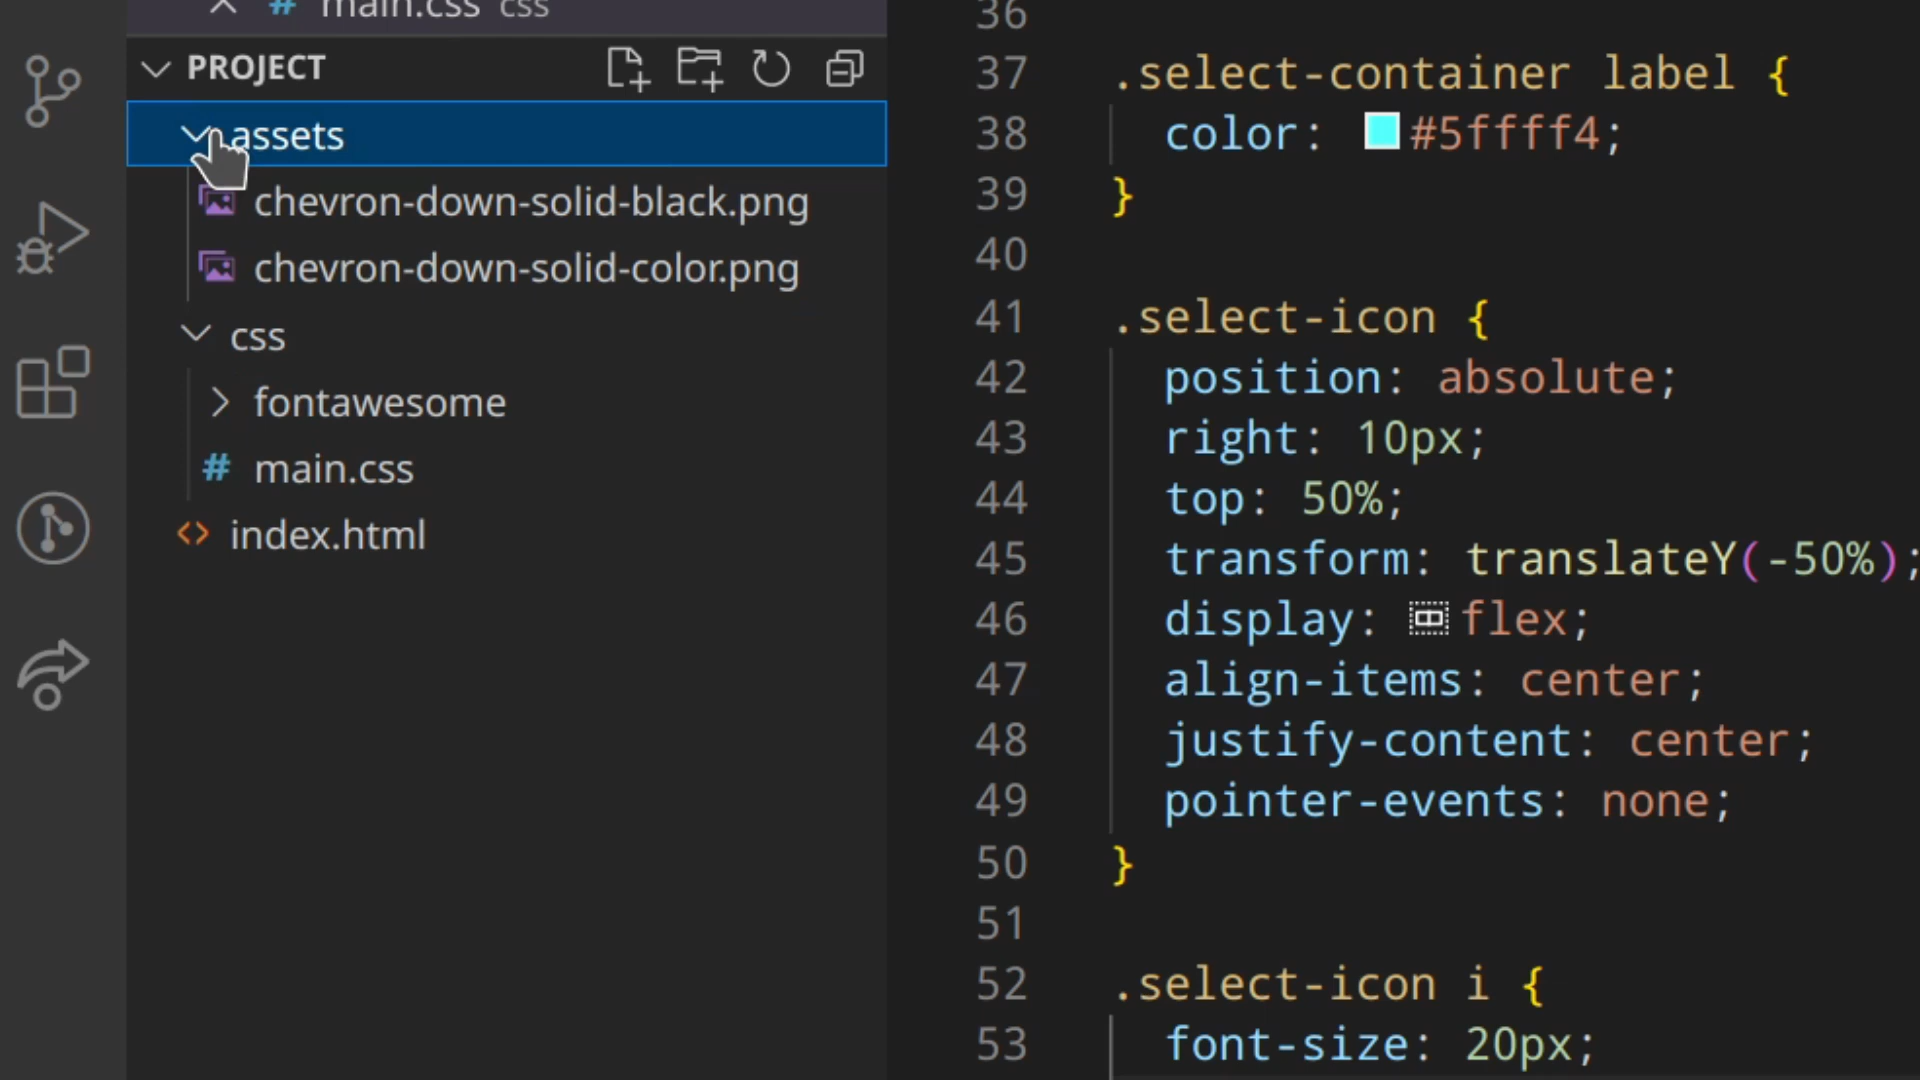 main.css css
PROJECT
assets
chevron-down-solid-black.png
chevron-down-solid-color.png
css
fontawesome
# main.css
<> index.html
36
37 .select-container label {
38 color: #5ffff4;
39 }
40
41 .select-icon {
42 position: absolute;
43 right: 10px;
44 top: 50%;
45 transform: translateY(-50%);
46 display: flex;
47 align-items: center;
48 justify-content: center;
49 pointer-events: none;
50 }
51
52 .select-icon i {
53 font-size: 20px;